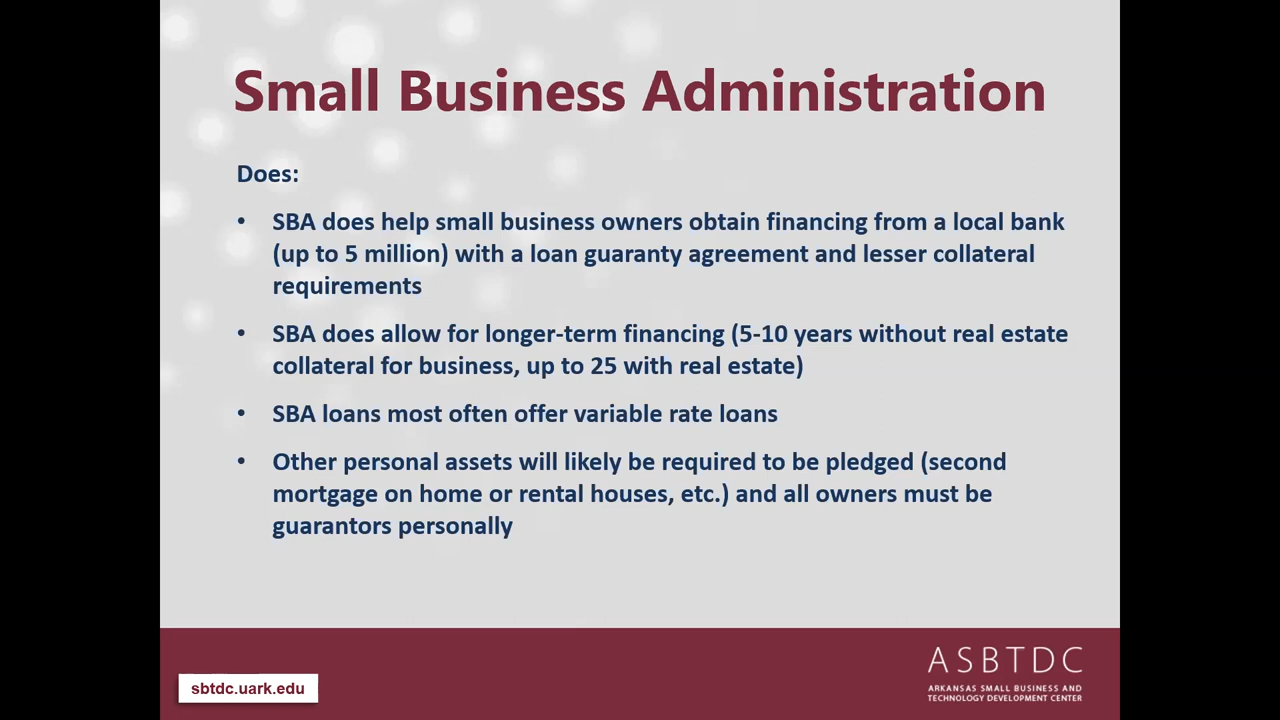 Small Business Administration
Does:
• SBA does help small business owners obtain financing from a local bank
(up to 5 million) with a loan guaranty agreement and lesser collateral
requirements
• SBA does allow for longer-term financing (5-10 years without real estate
collateral for business, up to 25 with real estate)
• SBA loans most often offer variable rate loans
• Other personal assets will likely be required to be pledged (second
mortgage on home or rental houses, etc.) and all owners must be
guarantors personally
sbtdc.uark.edu
ASBTDC
ARKANSAS SMALL BUSINESS AND
TECHNOLOGY DEVELOPMENT CENTER